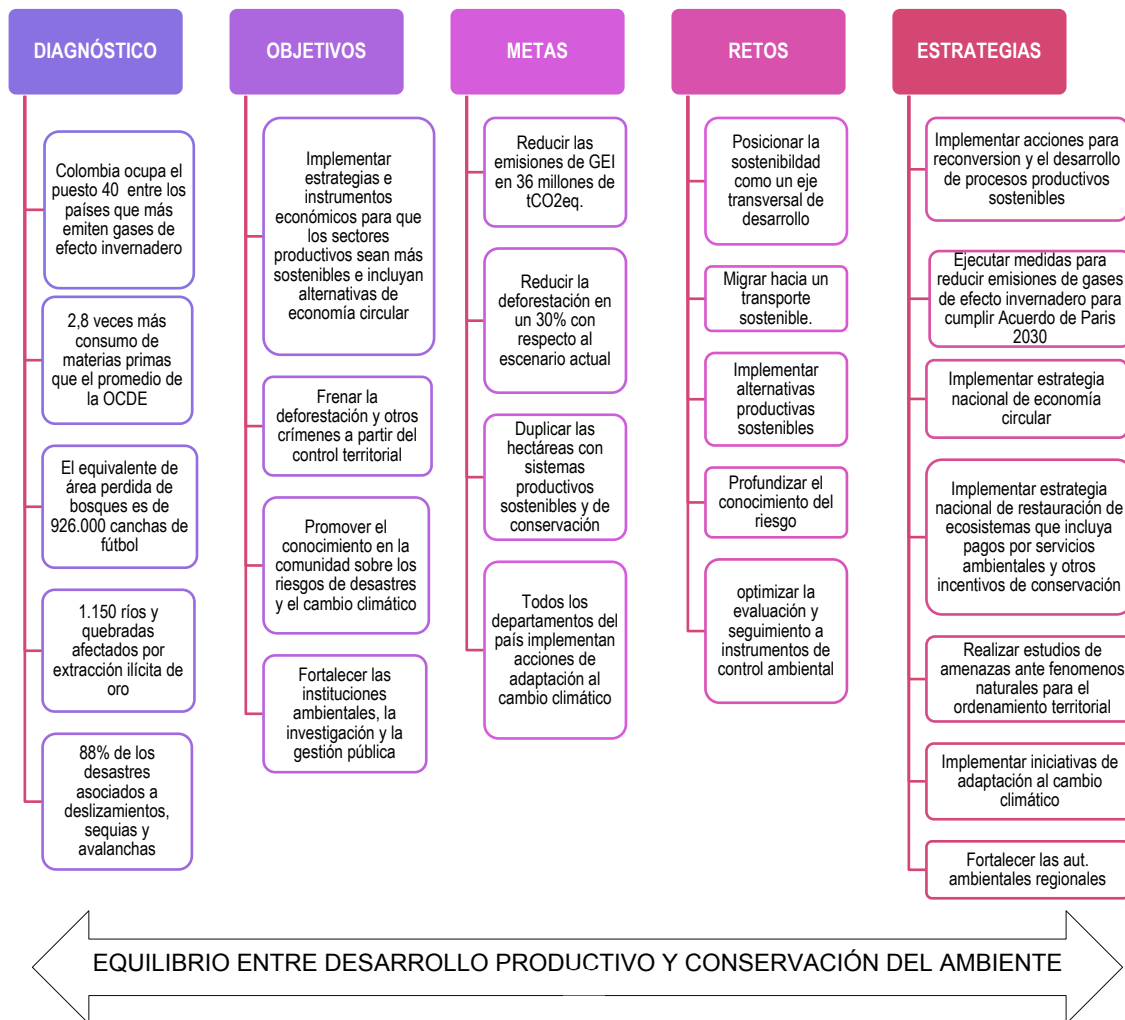 DIAGNÓSTICO
Colombia ocupa el
puesto 40 entre los
países que más
emiten gases de
efecto invernadero
2,8 veces más
consumo de
materias primas
que el promedio de
la OCDE
El equivalente de
área perdida de
bosques es de
926.000 canchas de
fútbol
1.150 ríos y
quebradas
afectados por
extracción ilícita de
oro
88% de los
desastres
asociados a
deslizamientos,
sequias y
avalanchas
OBJETIVOS
Implementar
estrategias e
instrumentos
económicos para que
los sectores
productivos sean más
sostenibles e incluyan
alternativas de
economía circular
Frenar la
deforestación y otros
crímenes a partir del
control territorial
Promover el
conocimiento en la
comunidad sobre los
riesgos de desastres
y el cambio climático
Fortalecer las
instituciones
ambientales, la
investigación y la
gestión pública
METAS
Reducir las
emisiones de GEI
en 36 millones de
tCO2eq.
Reducir la
deforestación en
un 30% con
respecto al
escenario actual
Duplicar las
hectáreas con
sistemas
productivos
sostenibles y de
conservación
Todos los
departamentos del
país implementan
acciones de
adaptación al
cambio climático
RETOS
Posicionar la
sostenibildad
como un eje
transversal de
desarrollo
Migrar hacia un
transporte
sostenible.
Implementar
alternativas
productivas
sostenibles
Profundizar el
conocimiento del
riesgo
optimizar la
evaluación y
seguimiento a
instrumentos de
control ambiental
ESTRATEGIAS
Implementar acciones para
reconversion y el desarrollo
de procesos productivos
sostenibles
Ejecutar medidas para
reducir emisiones de gases
de efecto invernadero para
cumplir Acuerdo de Paris
2030
Implementar estrategia
nacional de economía
circular
Implementar estrategia
nacional de restauración de
ecosistemas que incluya
pagos por servicios
ambientales y otros
incentivos de conservación
Realizar estudios de
amenazas ante fenomenos
naturales para el
ordenamiento territorial
Implementar iniciativas de
adaptación al cambio
climático
Fortalecer las aut.
ambientales regionales
EQUILIBRIO ENTRE DESARROLLO PRODUCTIVO Y CONSERVACIÓN DEL AMBIENTE